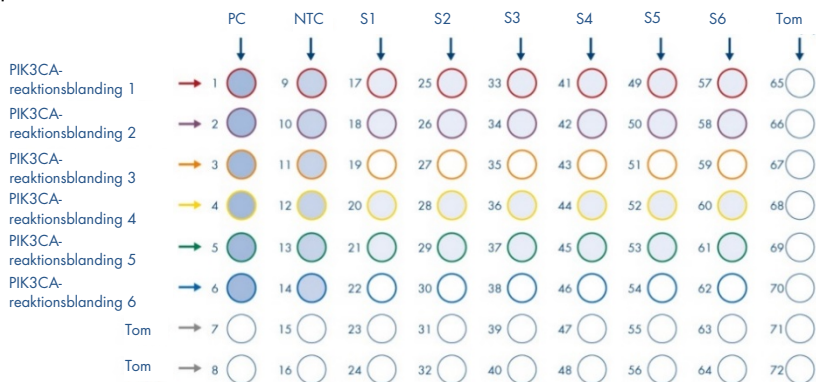 PC NTC S1 S2 S3 S4 S5 S6 Tom
PIK3CA-
reaktionsblanding 1
1 9 17 25 33 41 49 57 65
PIK3CA-
reaktionsblanding 2
2 10 18 26 34 42 50 58 66
PIK3CA-
reaktionsblanding 3
3 11 19 27 35 43 51 59 67
PIK3CA-
reaktionsblanding 4
4 12 20 28 36 44 52 60 68
PIK3CA-
reaktionsblanding 5
5 13 21 29 37 45 53 61 69
PIK3CA-
reaktionsblanding 6
6 14 22 30 38 46 54 62 70
Tom 7 15 23 31 39 47 55 63 71
Tom 8 16 24 32 40 48 56 64 72